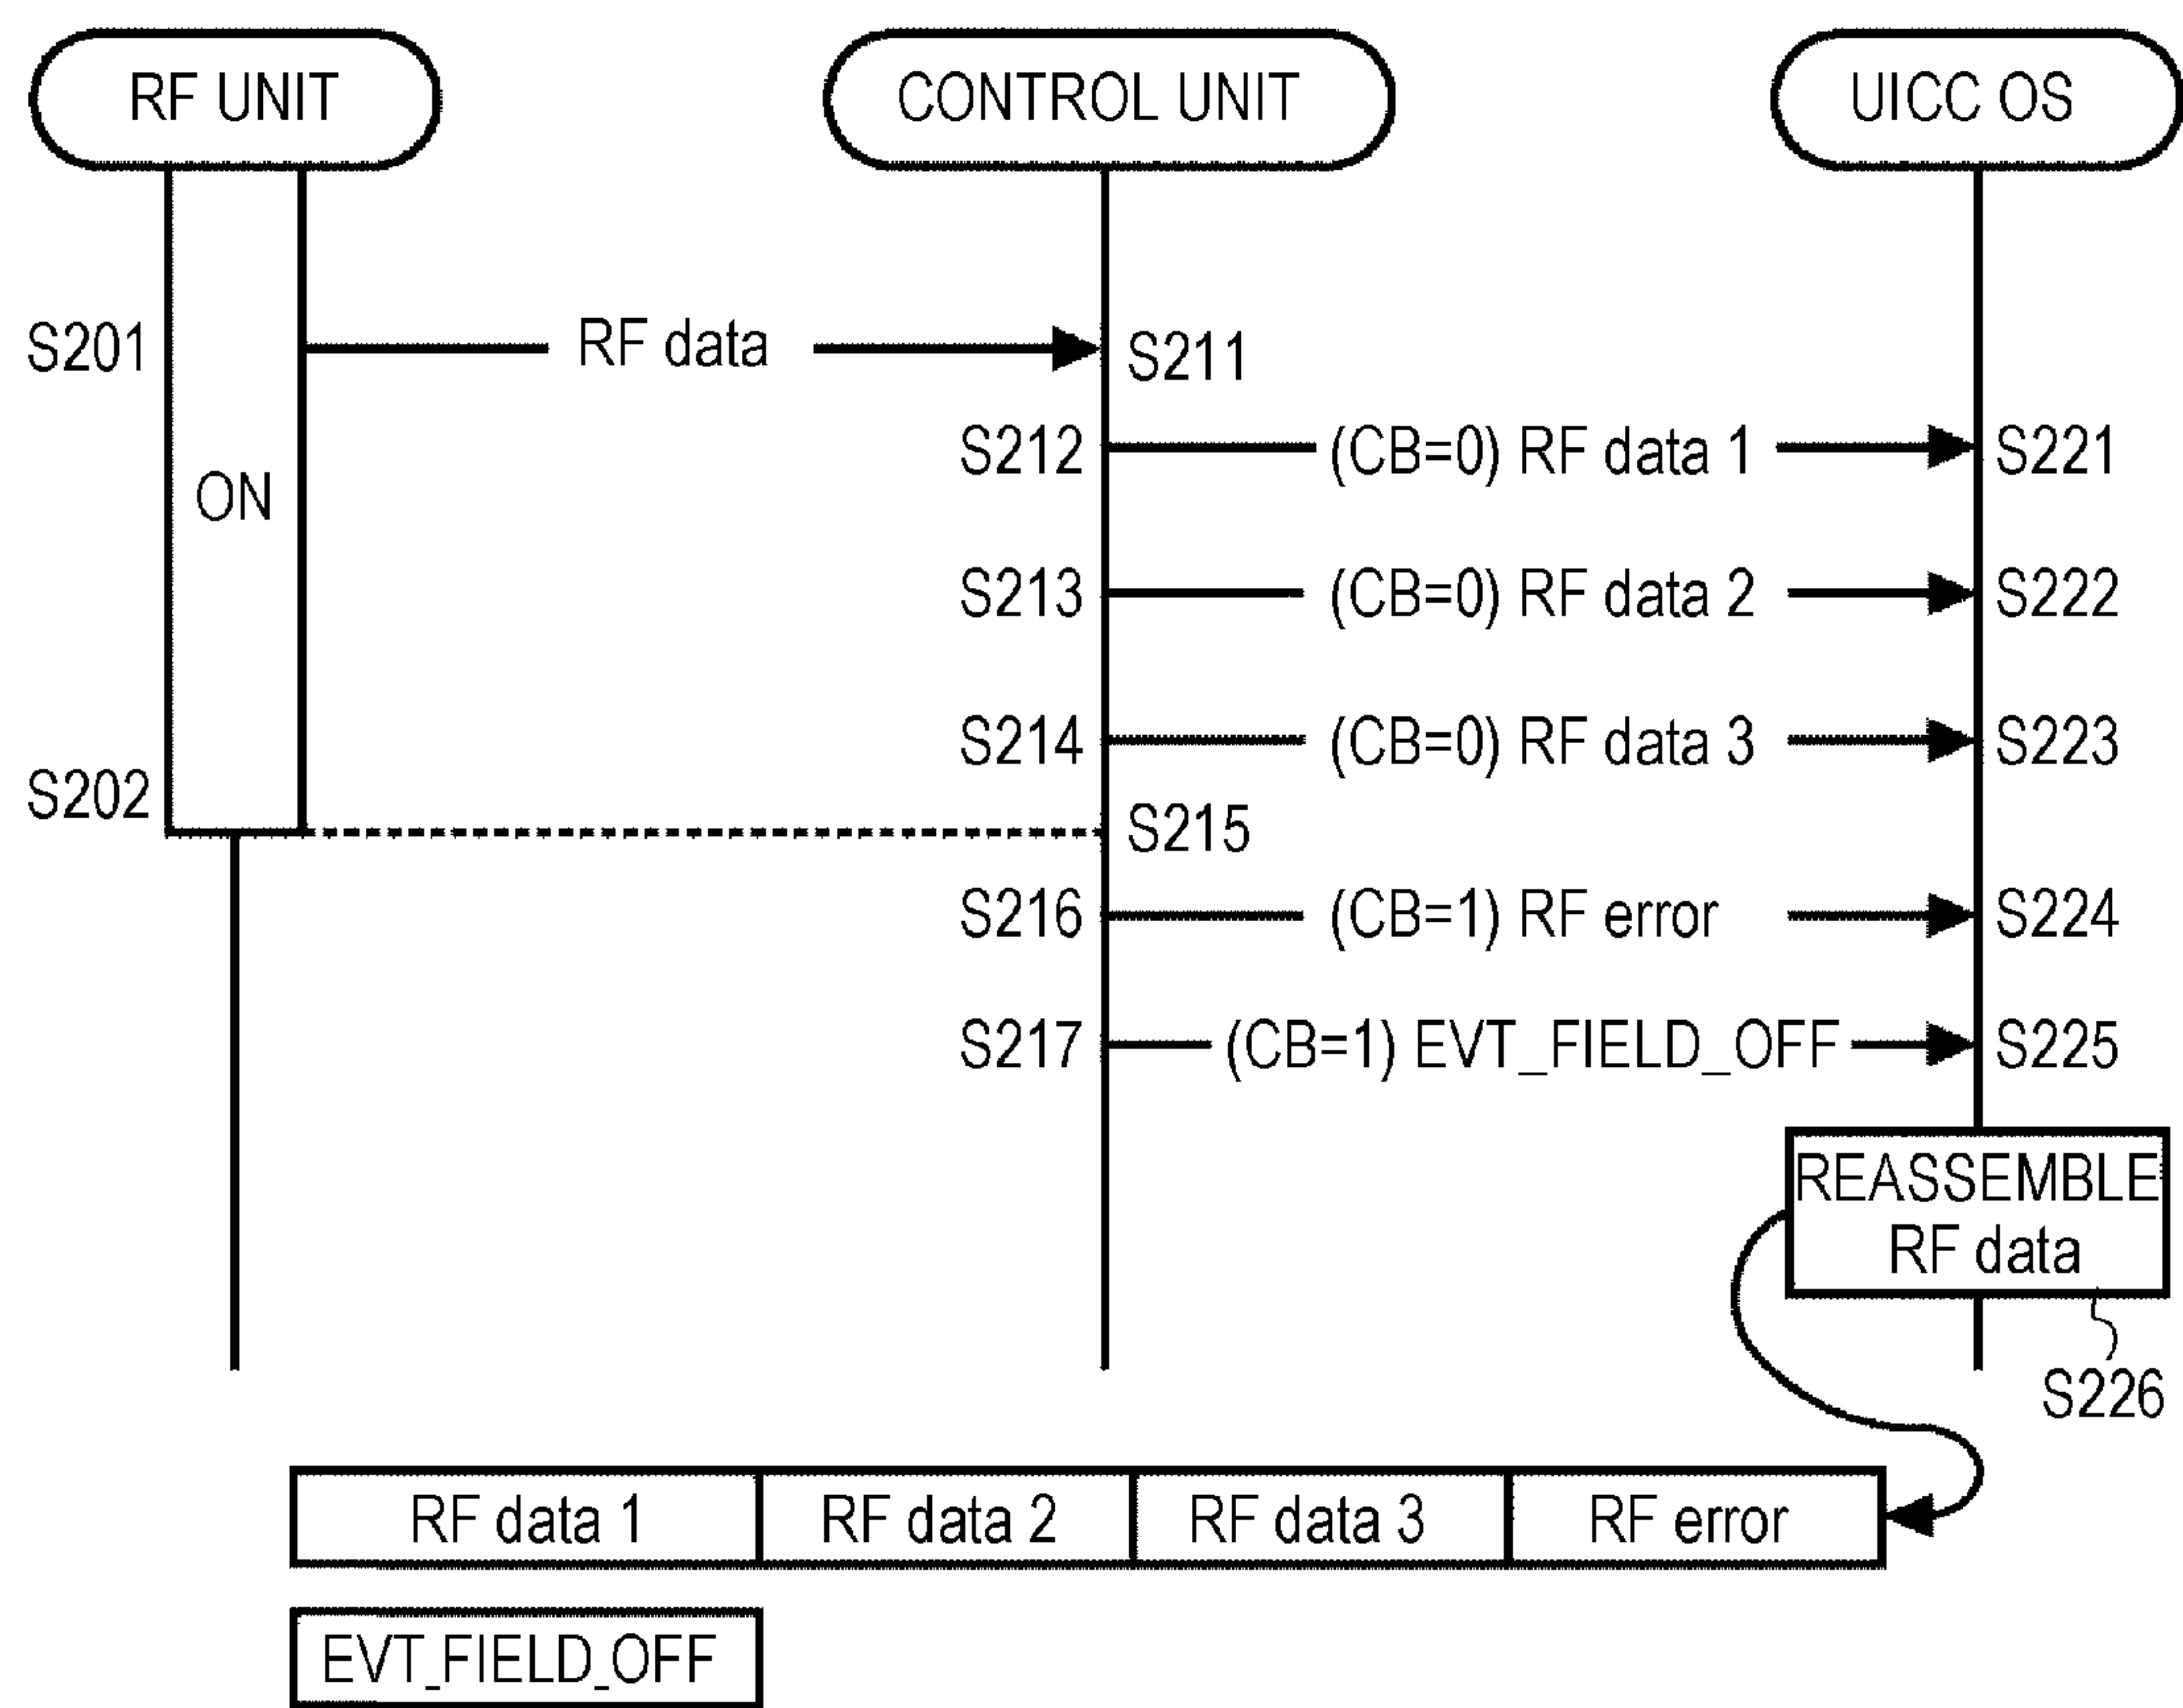 RF UNIT
CONTROL UNIT
UICC OS
S201
RF data
S211
S212
(CB=0) RF data 1
S221
ON
S213
(CB=0) RF data 2
S222
S214
(CB=0) RF data 3
S223
S202
S215
S216
(CB=1) RF error
S224
S217
(CB=1) EVT_FIELD_OFF
S225
REASSEMBLE
RF data
S226
RF data 1
RF data 2
RF data 3
RF error
EVT_FIELD_OFF